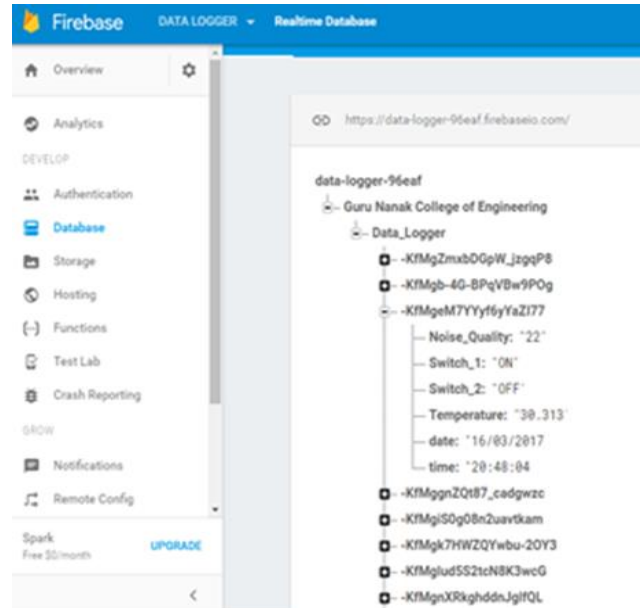 Firebase DATA LOGGER Realtime Database
Overview
Analytics
DEVELOP
Authentication
Database
Storage
Hosting
Functions
Test Lab
Crash Reporting
GROW
Notifications
Remote Config
Spark
Free $0/month
UPGRADE
https://data-logger-96eaf.firebaseio.com/
data-logger-96eaf
Guru Nanak College of Engineering
Data_Logger
-KfMgZmxbDGpW_jzgqP8
-KfMgb-4G-BPqVBw9POg
-KfMgeM7YYyf6yYaZI77
Noise_Quality: "22"
Switch_1: "ON"
Switch_2: "OFF"
Temperature: "30.313"
date: "16/03/2017
time: "20:48:04
-KfMggnZQt87_cadgwzc
-KfMgiS0g08n2uavtkam
-KfMgk7HWZQYwbu-2OY3
-KfMglud5S2tcN8K3wcG
-KfMgnXRkghddnJglfQL